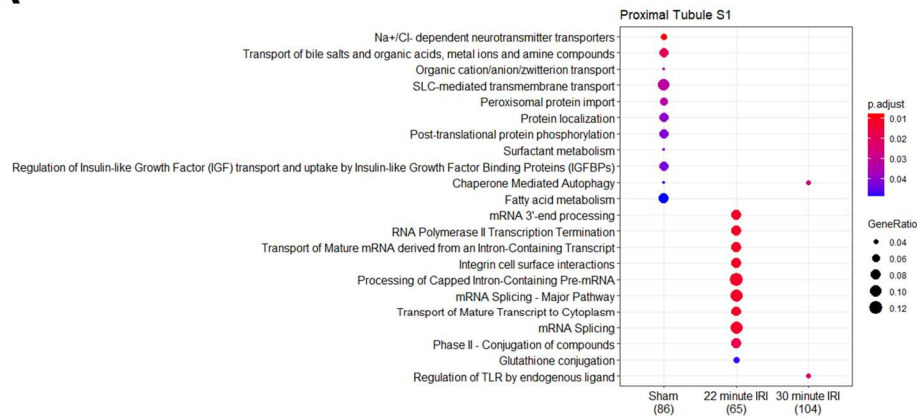 Proximal Tubule S1
Na+/Cl- dependent neurotransmitter transporters
Transport of bile salts and organic acids, metal ions and amine compounds
Organic cation/anion/zwitterion transport
SLC-mediated transmembrane transport
Peroxisomal protein import
Protein localization
Post-translational protein phosphorylation
Surfactant metabolism
Regulation of Insulin-like Growth Factor (IGF) transport and uptake by Insulin-like Growth Factor Binding Proteins (IGFBPs)
Chaperone Mediated Autophagy
Fatty acid metabolism
mRNA 3'-end processing
RNA Polymerase II Transcription Termination
Transport of Mature mRNA derived from an Intron-Containing Transcript
Integrin cell surface interactions
Processing of Capped Intron-Containing Pre-mRNA
mRNA Splicing - Major Pathway
Transport of Mature Transcript to Cytoplasm
mRNA Splicing
Phase II - Conjugation of compounds
Glutathione conjugation
Regulation of TLR by endogenous ligand
Sham 22 minute IRI 30 minute IRI
(86) (65) (104)
p.adjust
0.01
0.02
0.03
0.04
GeneRatio
0.04
0.06
0.08
0.10
0.12